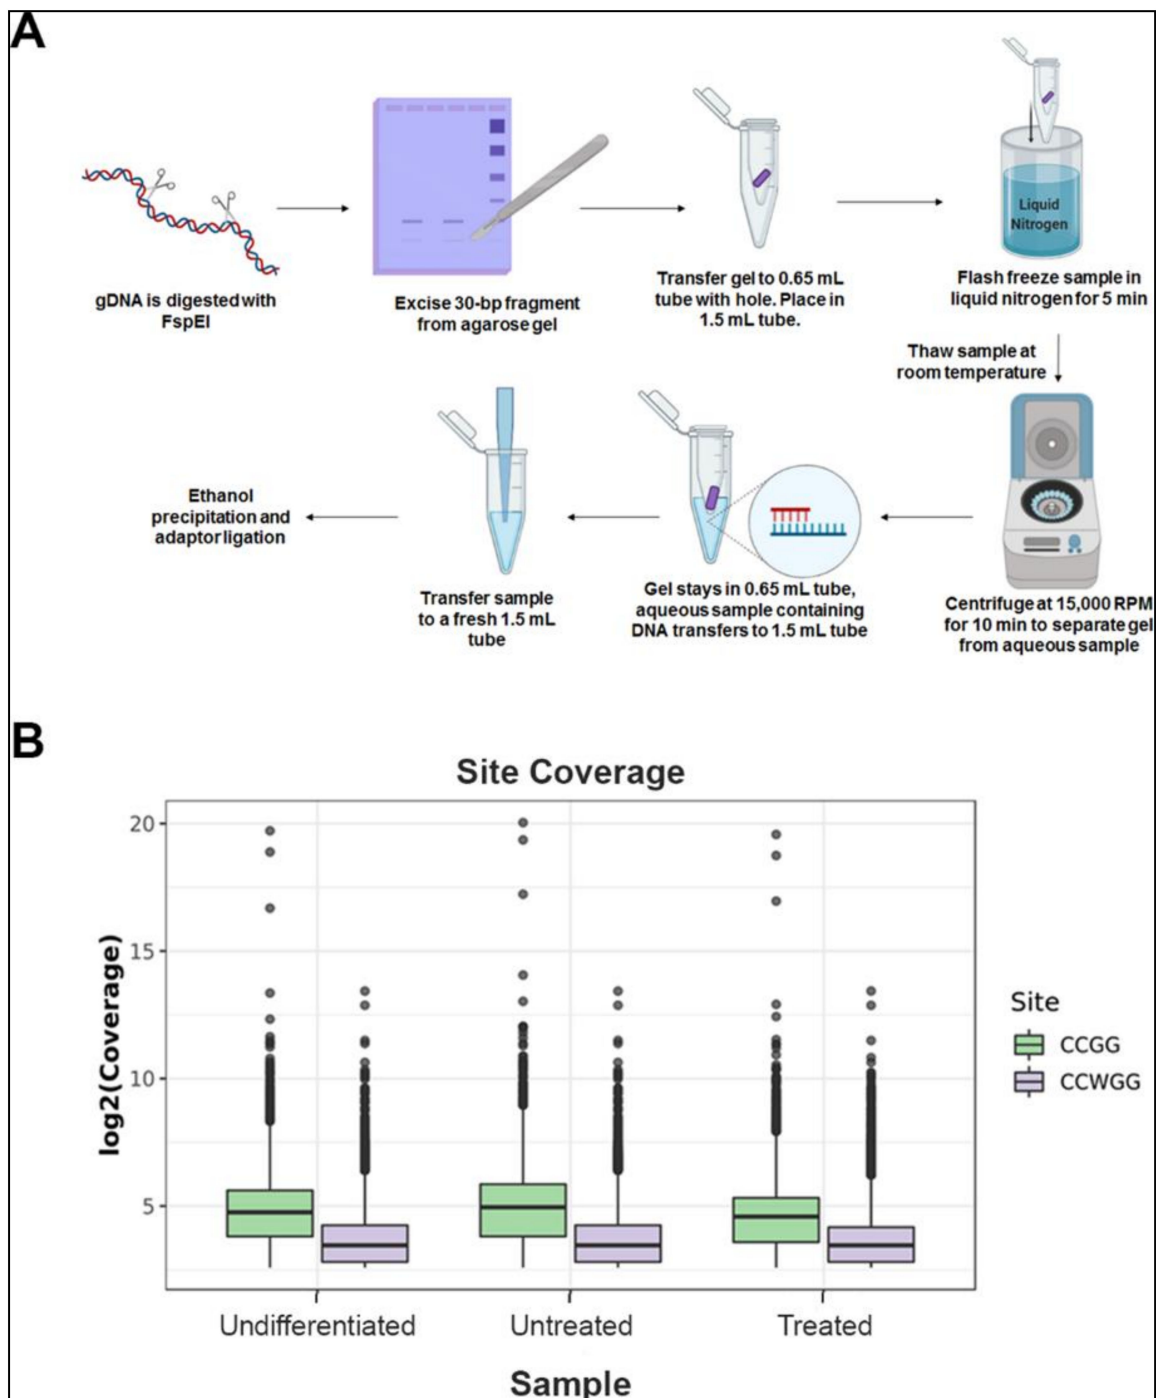 A
gDNA is digested with
FspEI
Excise 30-bp fragment
from agarose gel
Transfer gel to 0.65 mL
tube with hole. Place in
1.5 mL tube.
Liquid
Nitrogen
Flash freeze sample in
liquid nitrogen for 5 min
Thaw sample at
room temperature
Centrifuge at 15,000 RPM
for 10 min to separate gel
from aqueous sample
Gel stays in 0.65 mL tube,
aqueous sample containing
DNA transfers to 1.5 mL tube
Transfer sample
to a fresh 1.5 mL
tube
Ethanol
precipitation and
adaptor ligation
B
Site Coverage
log2(Coverage)
20
15
10
5
Undifferentiated
Untreated
Treated
Sample
Site
CCGG
CCWGG